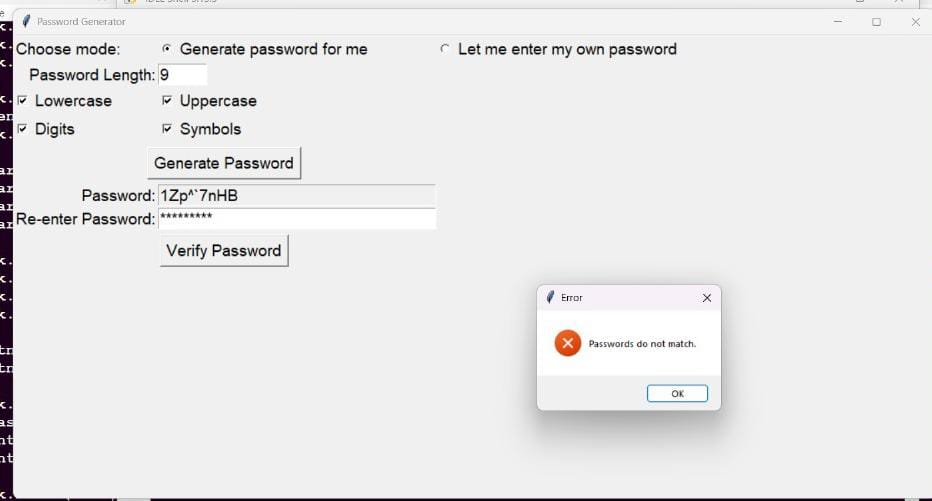 Password Generator
Choose mode: Generate password for me Let me enter my own password
Password Length: 9
Lowercase Uppercase
Digits Symbols
Generate Password
Password: 1Zp^`7nHB
Re-enter Password: *********
Verify Password
Error
Passwords do not match.
OK